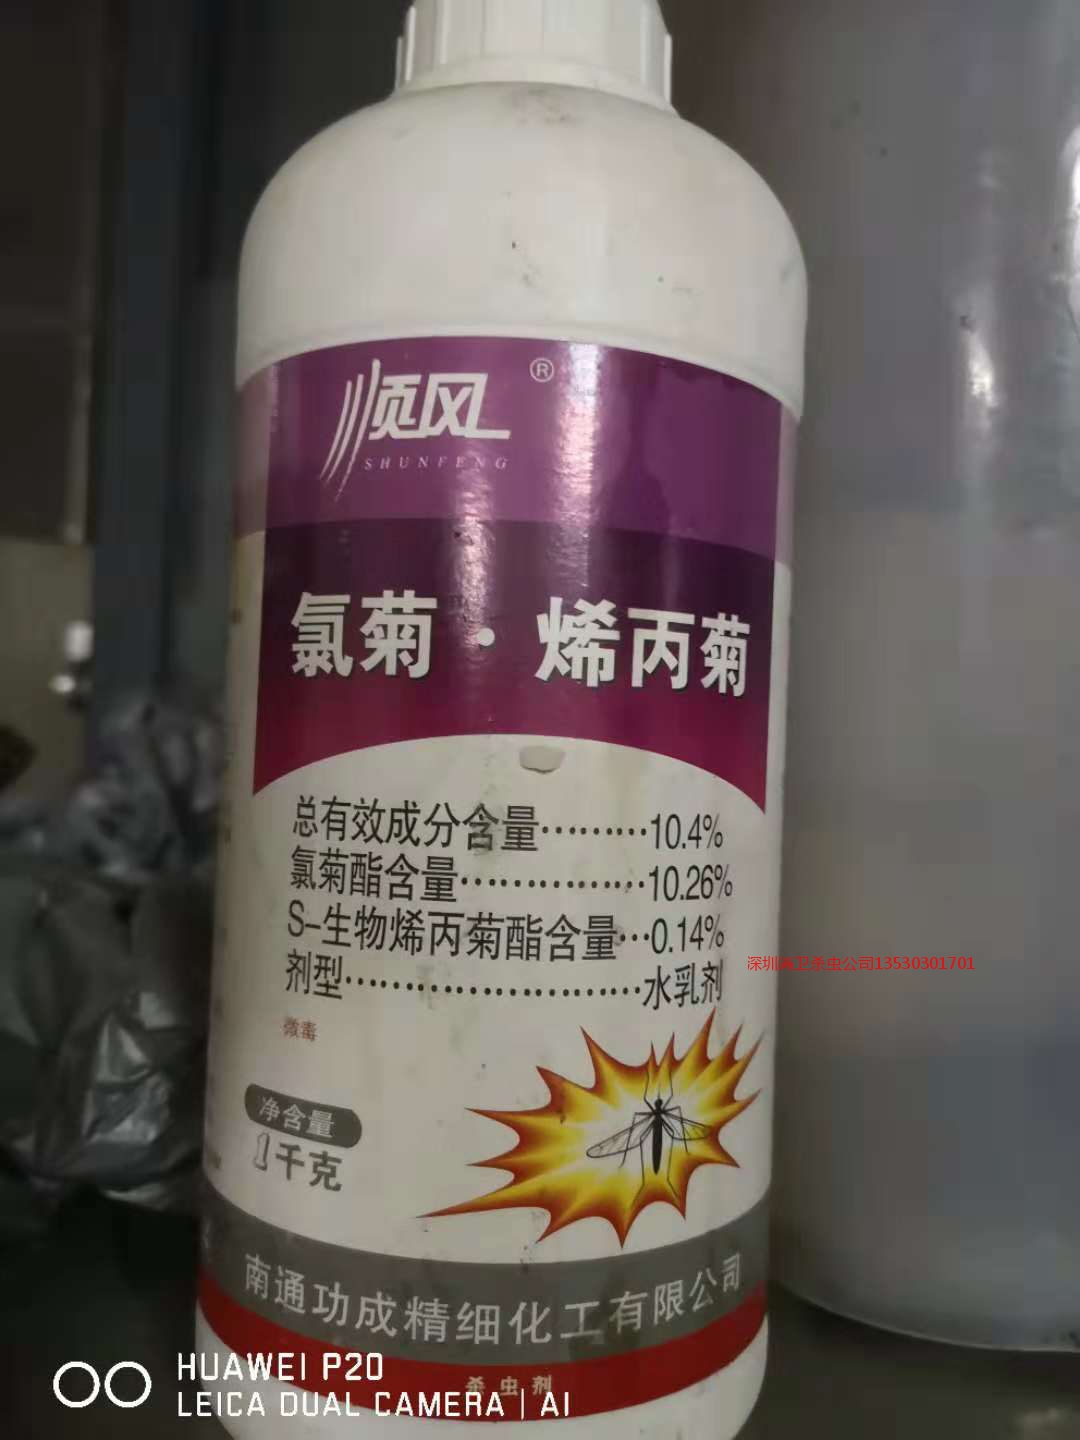 顺风 ®
SHUNFENG
氯菊·烯丙菊
总有效成分含量………10.4%
氯菊酯含量……………10.26%
S-生物烯丙菊酯含量…0.14%
剂型………………………水乳剂
深圳 卫杀虫公司13530301701
微毒
净含量
1千克
南通功成精细化工有限公司
杀虫剂
HUAWEI P20
LEICA DUAL CAMERA | AI